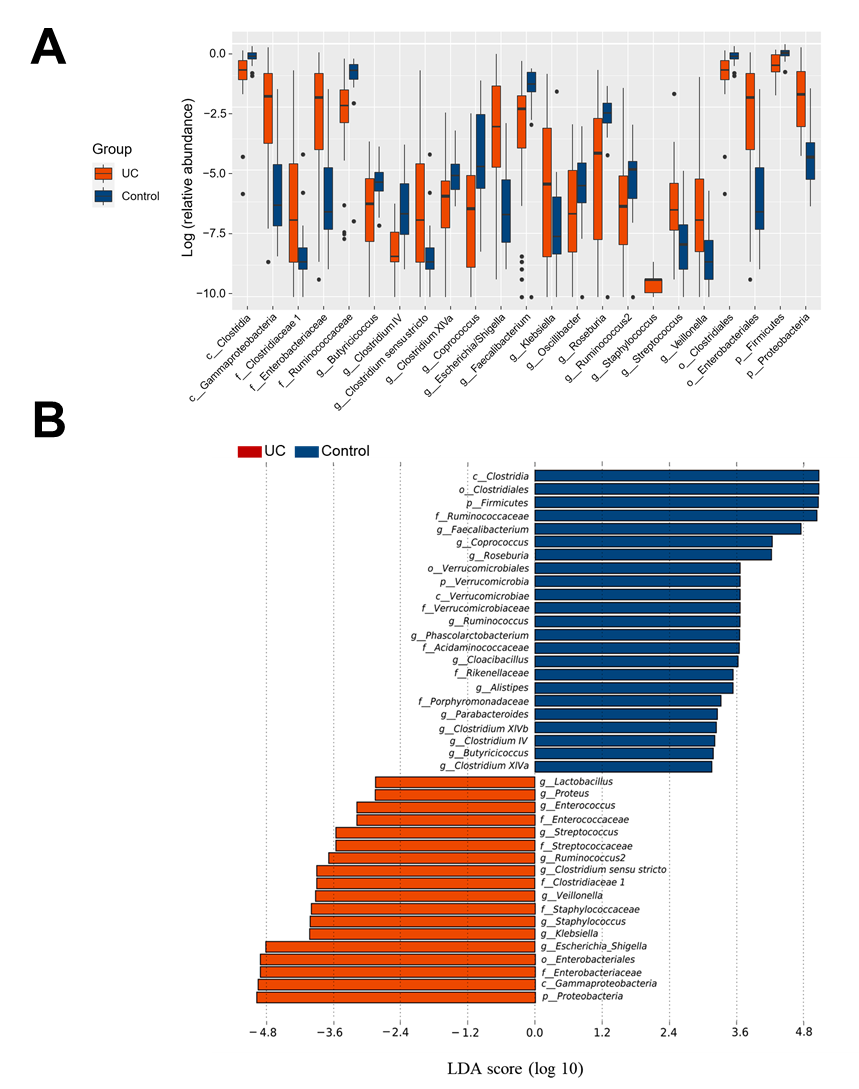 A
Log (relative abundance)
0.0
−2.5
−5.0
−7.5
−10.0
Group
UC
Control
c__Clostridia
c__Gammaproteobacteria
f__Clostridiaceae 1
f__Enterobacteriaceae
f__Ruminococcaceae
g__Butyricicoccus
g__Clostridium IV
g__Clostridium sensu stricto
g__Clostridium XIVa
g__Coprococcus
g__Escherichia/Shigella
g__Faecalibacterium
g__Klebsiella
g__Oscillibacter
g__Roseburia
g__Ruminococcus2
g__Staphylococcus
g__Streptococcus
g__Veillonella
o__Clostridiales
o__Enterobacteriales
p__Firmicutes
p__Proteobacteria
B
UC Control
c__Clostridia
o__Clostridiales
p__Firmicutes
f__Ruminococcaceae
g__Faecalibacterium
g__Coprococcus
g__Roseburia
o__Verrucomicrobiales
p__Verrucomicrobia
c__Verrucomicrobiae
f__Verrucomicrobiaceae
g__Ruminococcus
g__Phascolarctobacterium
f__Acidaminococcaceae
g__Cloacibacillus
f__Rikenellaceae
g__Alistipes
f__Porphyromonadaceae
g__Parabacteroides
g__Clostridium XIVb
g__Clostridium IV
g__Butyricicoccus
g__Clostridium XIVa
g__Lactobacillus
g__Proteus
g__Enterococcus
f__Enterococcaceae
g__Streptococcus
f__Streptococcaceae
g__Ruminococcus2
g__Clostridium sensu stricto
f__Clostridiaceae 1
g__Veillonella
f__Staphylococcaceae
g__Staphylococcus
g__Klebsiella
g__Escherichia_Shigella
o__Enterobacteriales
f__Enterobacteriaceae
c__Gammaproteobacteria
p__Proteobacteria
−4.8 −3.6 −2.4 −1.2 0.0 1.2 2.4 3.6 4.8
LDA score (log 10)